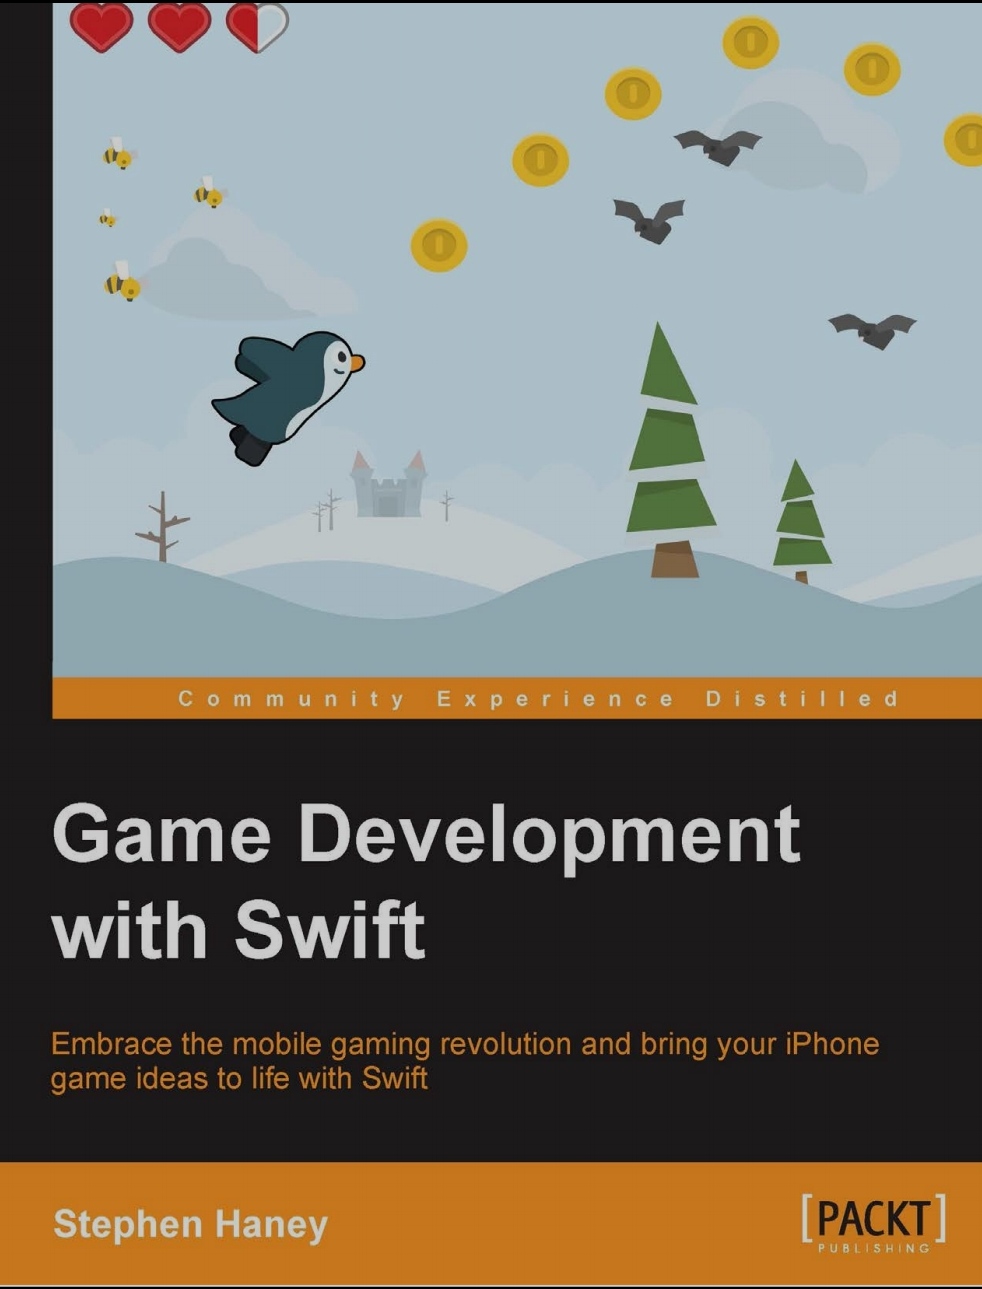 Community Experience Distilled
Game Development
with Swift
Embrace the mobile gaming revolution and bring your iPhone
game ideas to life with Swift
Stephen Haney
[PACKT]
PUBLISHING